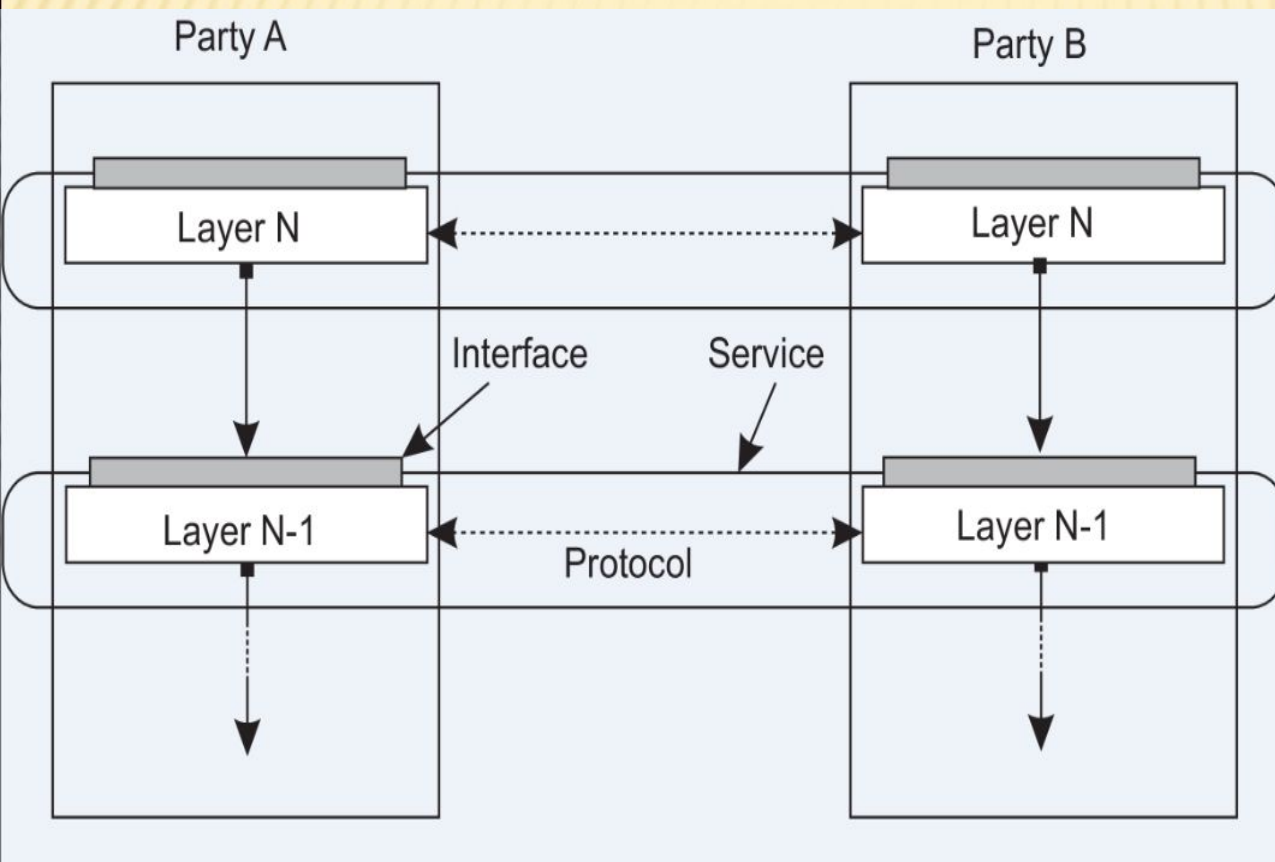 Party A
Party B
Layer N
Layer N
Interface
Service
Layer N-1
Layer N-1
Protocol